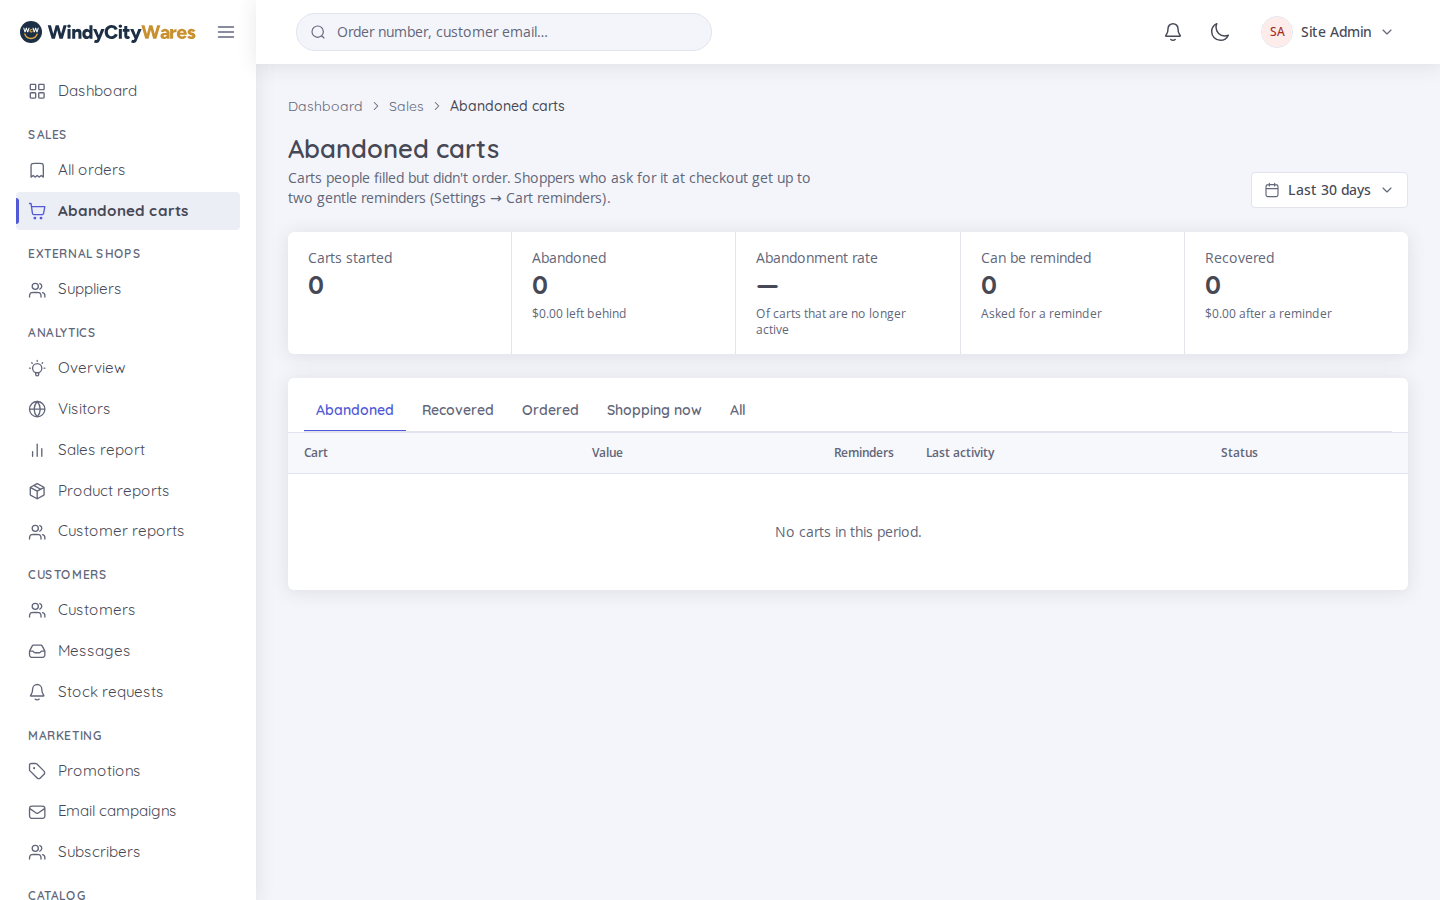 WCW WindyCityWares
Order number, customer email...
SA Site Admin
Dashboard
SALES
All orders
Abandoned carts
EXTERNAL SHOPS
Suppliers
ANALYTICS
Overview
Visitors
Sales report
Product reports
Customer reports
CUSTOMERS
Customers
Messages
Stock requests
MARKETING
Promotions
Email campaigns
Subscribers
CATALOG
Dashboard > Sales > Abandoned carts
Abandoned carts
Carts people filled but didn't order. Shoppers who ask for it at checkout get up to
two gentle reminders (Settings → Cart reminders).
Last 30 days
Carts started
0
Abandoned
0
$0.00 left behind
Abandonment rate
—
Of carts that are no longer
active
Can be reminded
0
Asked for a reminder
Recovered
0
$0.00 after a reminder
Abandoned Recovered Ordered Shopping now All
Cart Value Reminders Last activity Status
No carts in this period.